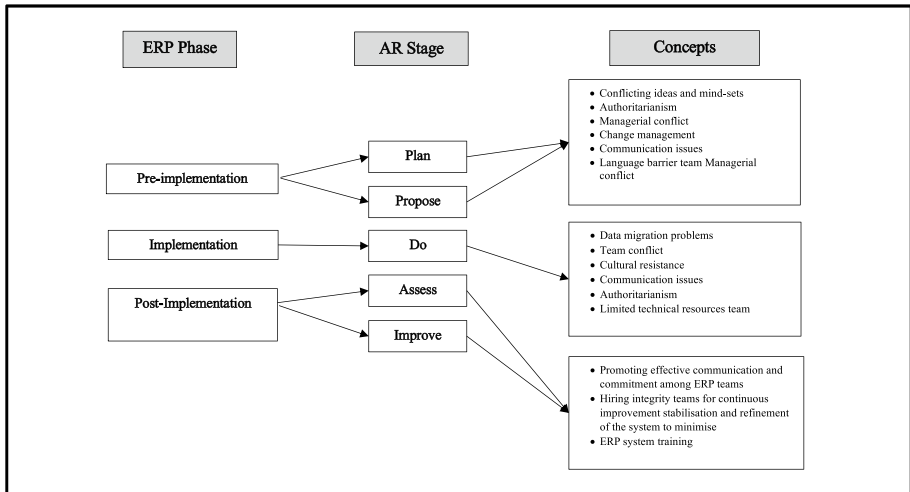 ERP Phase
AR Stage
Concepts
Pre-implementation
Implementation
Post-Implementation
Plan
Propose
Do
Assess
Improve
• Conflicting ideas and mind-sets
• Authoritarianism
• Managerial conflict
• Change management
• Communication issues
• Language barrier team Managerial
conflict
• Data migration problems
• Team conflict
• Cultural resistance
• Communication issues
• Authoritarianism
• Limited technical resources team
• Promoting effective communication and
commitment among ERP teams
• Hiring integrity teams for continuous
improvement stabilisation and refinement
of the system to minimise
• ERP system training